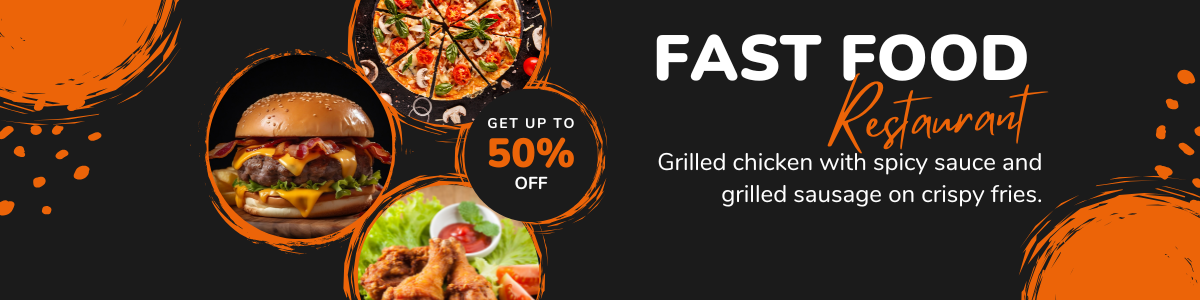 GET UP TO
50%
OFF
FAST FOOD
Restaurant
Grilled chicken with spicy sauce and
grilled sausage on crispy fries.